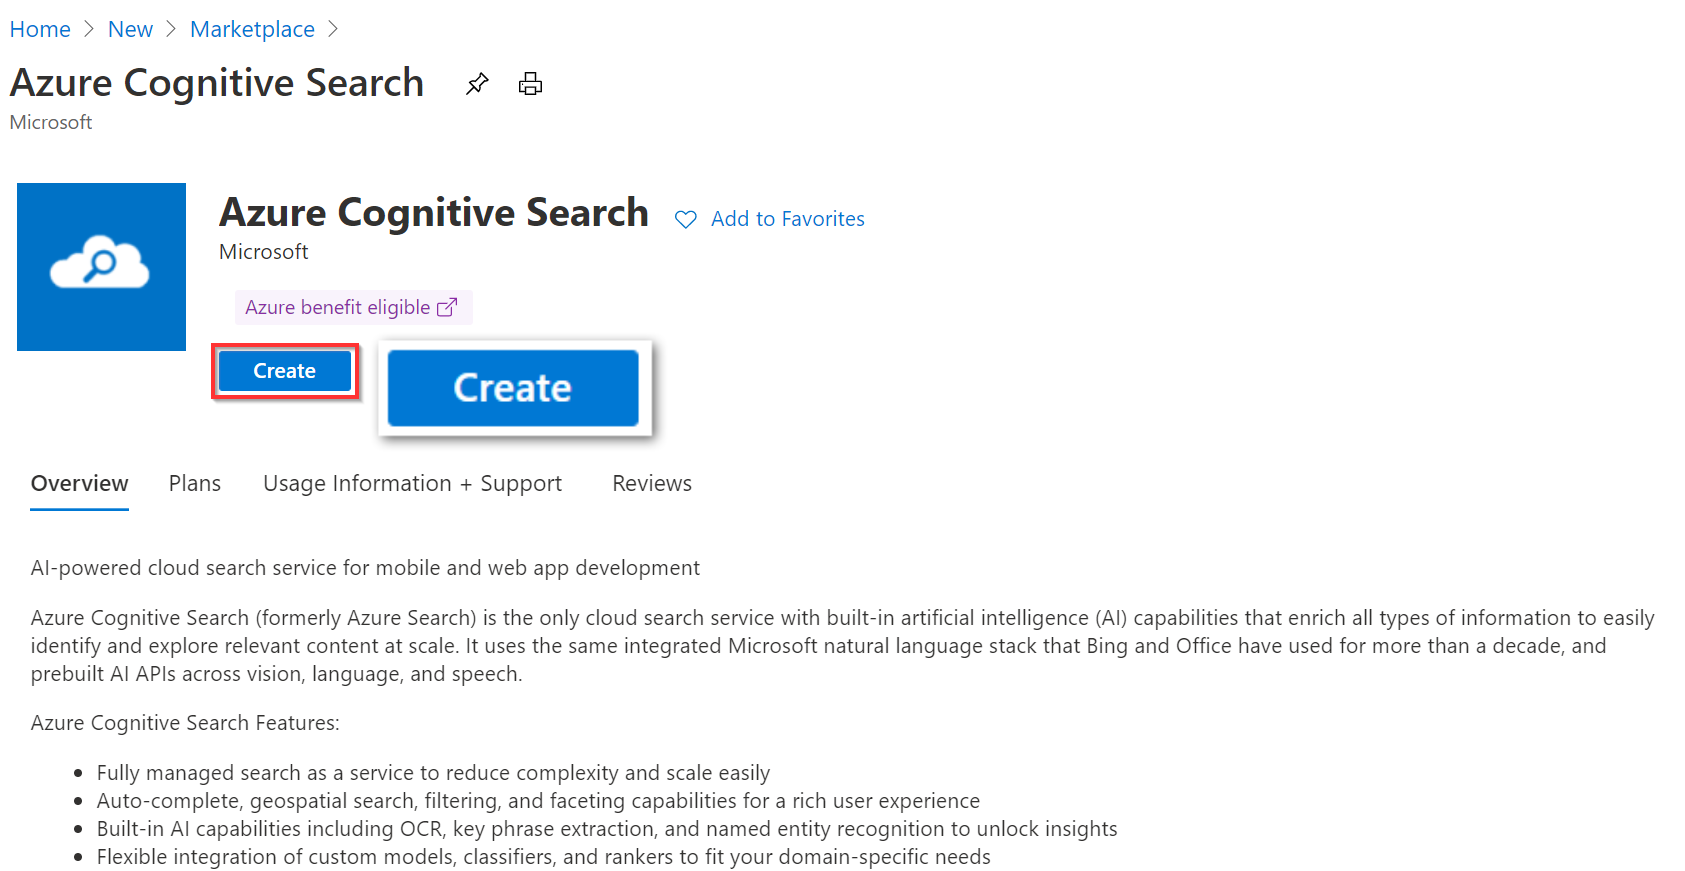 Home > New > Marketplace >
Azure Cognitive Search
Microsoft
Azure Cognitive Search Add to Favorites
Microsoft
Azure benefit eligible
Create
Create
Overview Plans Usage Information + Support Reviews
AI-powered cloud search service for mobile and web app development
Azure Cognitive Search (formerly Azure Search) is the only cloud search service with built-in artificial intelligence (AI) capabilities that enrich all types of information to easily
identify and explore relevant content at scale. It uses the same integrated Microsoft natural language stack that Bing and Office have used for more than a decade, and
prebuilt AI APIs across vision, language, and speech.
Azure Cognitive Search Features:
• Fully managed search as a service to reduce complexity and scale easily
• Auto-complete, geospatial search, filtering, and faceting capabilities for a rich user experience
• Built-in AI capabilities including OCR, key phrase extraction, and named entity recognition to unlock insights
• Flexible integration of custom models, classifiers, and rankers to fit your domain-specific needs